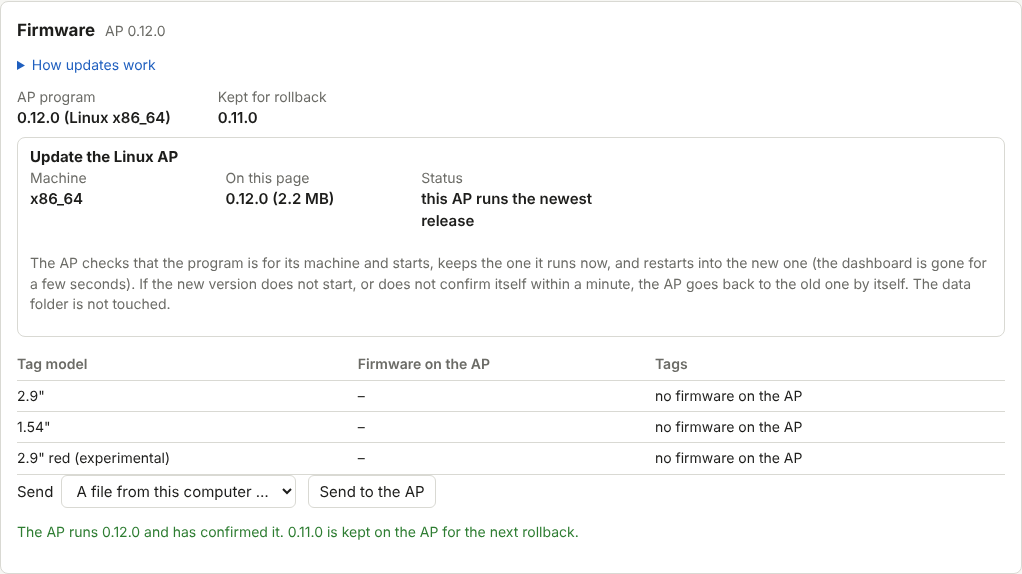 Firmware AP 0.12.0
▶ How updates work
AP program Kept for rollback
0.12.0 (Linux x86_64) 0.11.0
Update the Linux AP
Machine On this page Status
x86_64 0.12.0 (2.2 MB) this AP runs the newest
release
The AP checks that the program is for its machine and starts, keeps the one it runs now, and restarts into the new one (the dashboard is gone for
a few seconds). If the new version does not start, or does not confirm itself within a minute, the AP goes back to the old one by itself. The data
folder is not touched.
Tag model Firmware on the AP Tags
2.9" – no firmware on the AP
1.54" – no firmware on the AP
2.9" red (experimental) – no firmware on the AP
Send A file from this computer ... Send to the AP
The AP runs 0.12.0 and has confirmed it. 0.11.0 is kept on the AP for the next rollback.